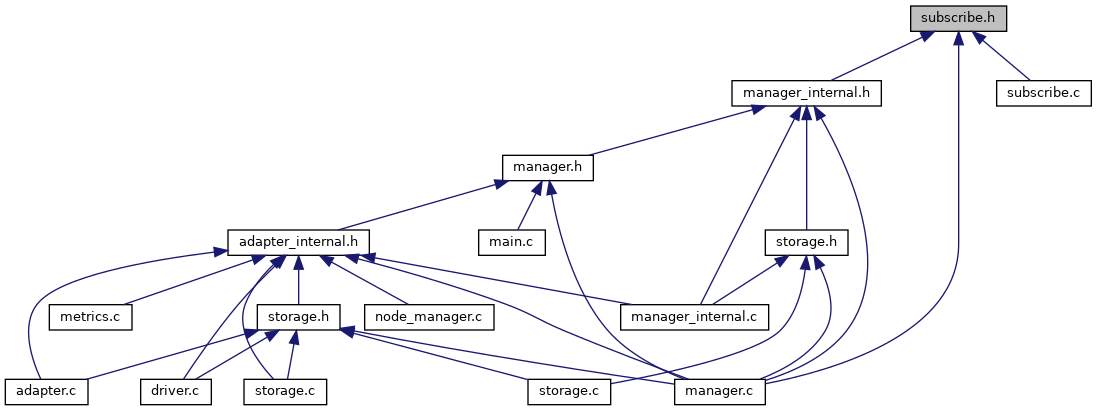 subscribe.h
manager_internal.h
subscribe.c
manager.h
adapter_internal.h
main.c
storage.h
metrics.c
storage.h
node_manager.c
manager_internal.c
adapter.c
driver.c
storage.c
storage.c
manager.c